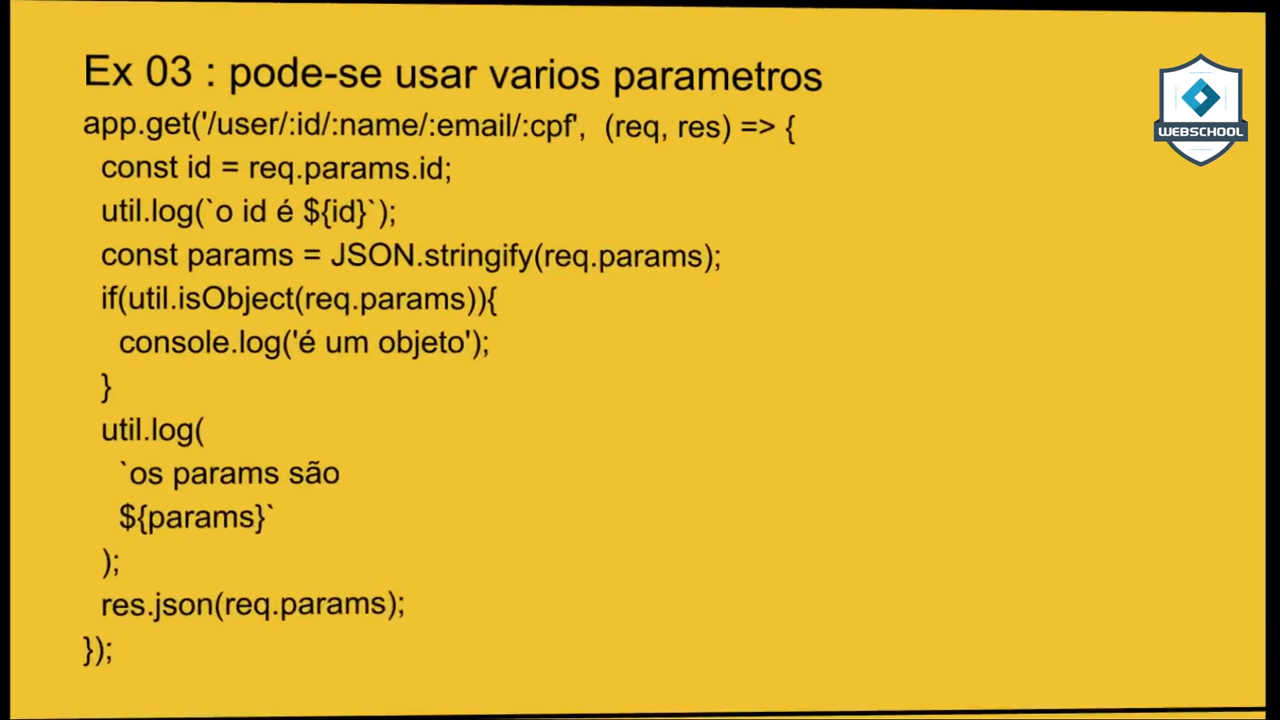 Ex 03 : pode-se usar varios parametros
app.get('/user/:id/:name/:email/:cpf',  (req, res) => {
  const id = req.params.id;
  util.log(`o id é ${id}`);
  const params = JSON.stringify(req.params);
  if(util.isObject(req.params)){
    console.log('é um objeto');
  }
  util.log(
    `os params são
    ${params}`
  );
  res.json(req.params);
});
WEBSCHOOL